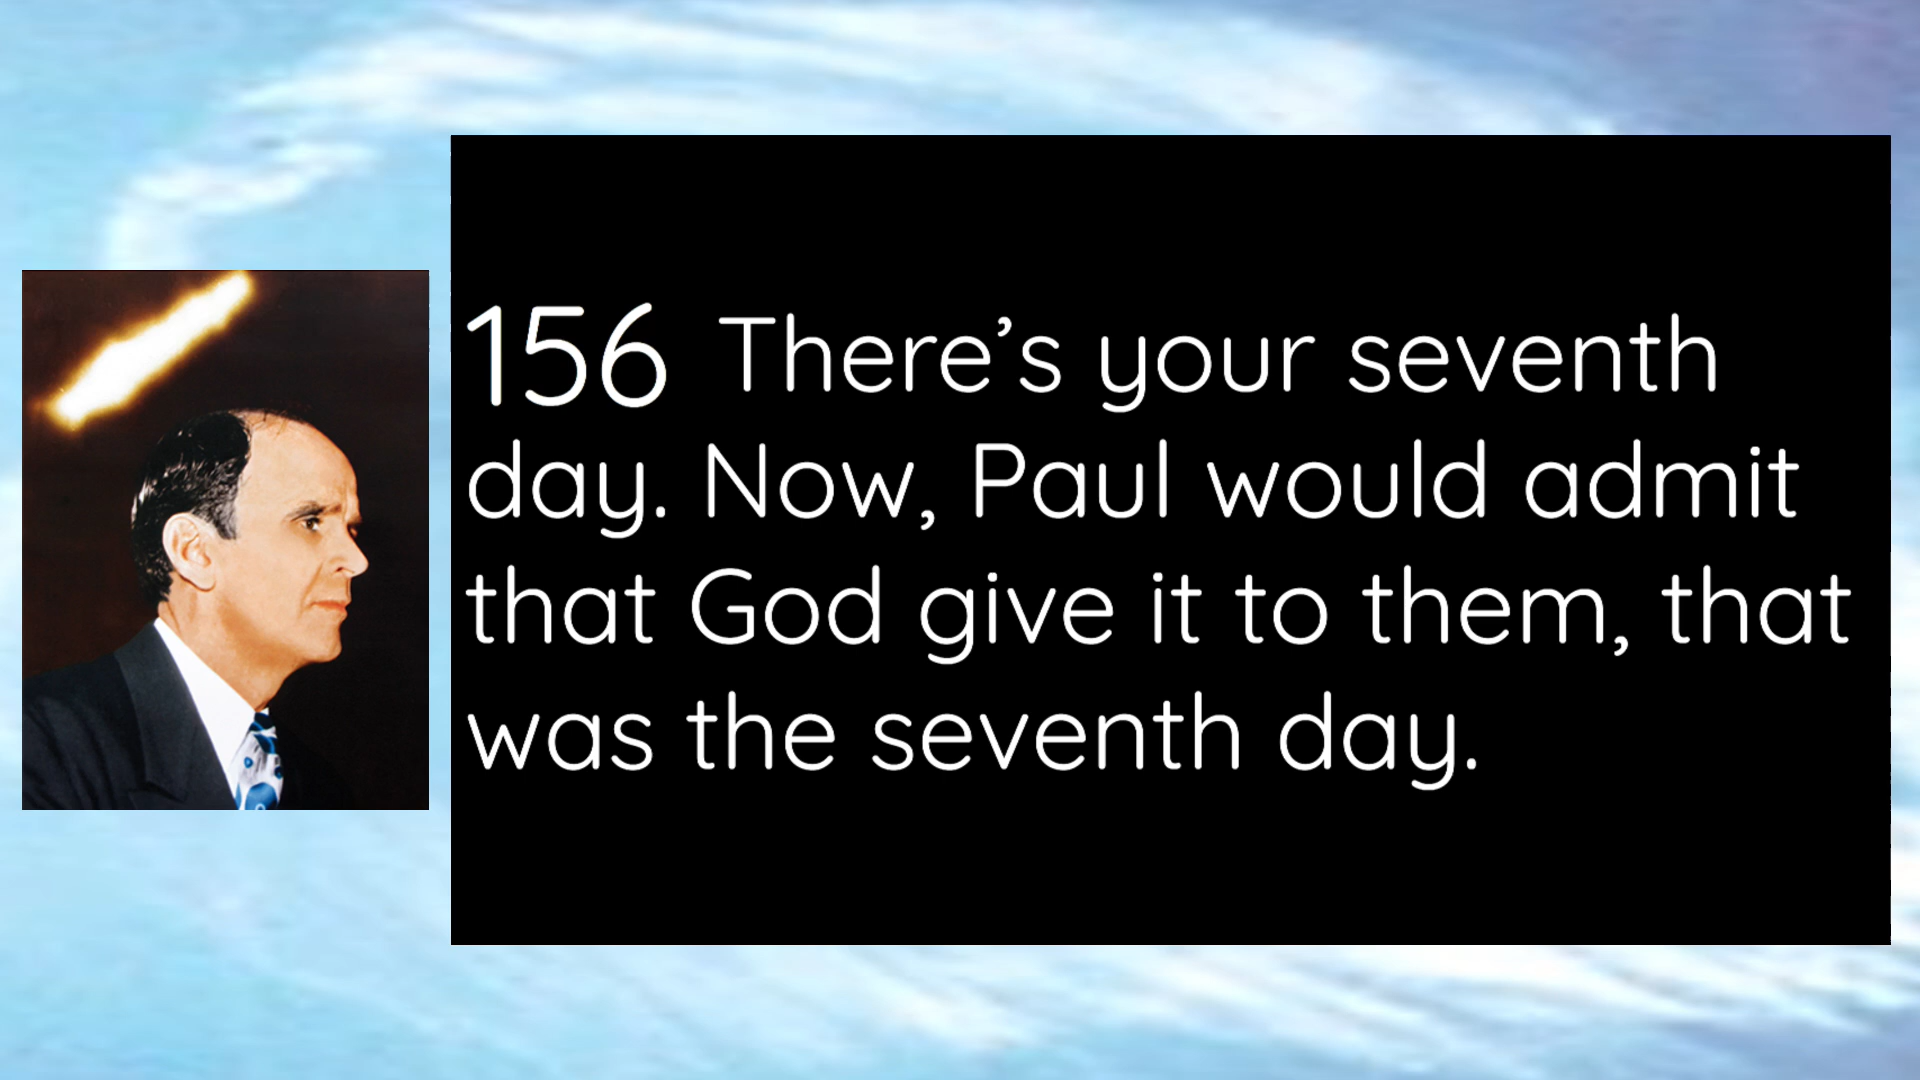 156 There’s your seventh
day. Now, Paul would admit
that God give it to them, that
was the seventh day.